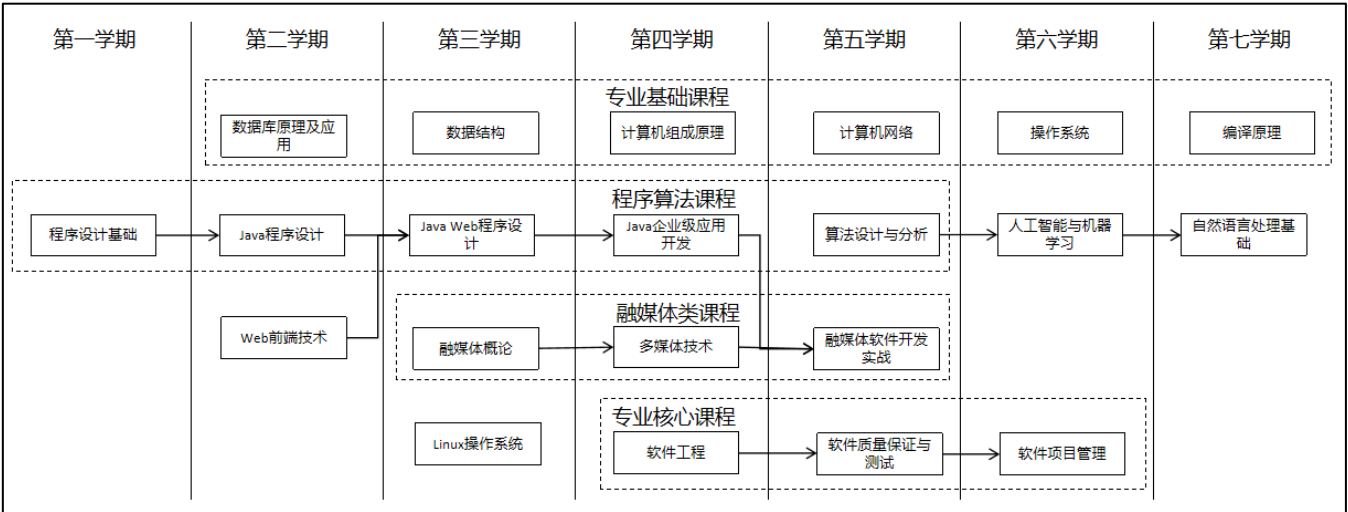 第一学期
第二学期
第三学期
第四学期
第五学期
第六学期
第七学期
专业基础课程
数据库原理及应
用
数据结构
计算机组成原理
计算机网络
操作系统
编译原理
程序算法课程
程序设计基础
Java程序设计
Java Web程序设
计
Java企业级应用
开发
算法设计与分析
人工智能与机器
学习
自然语言处理基
础
融媒体类课程
Web前端技术
融媒体概论
多媒体技术
融媒体软件开发
实战
专业核心课程
Linux操作系统
软件工程
软件质量保证与
测试
软件项目管理